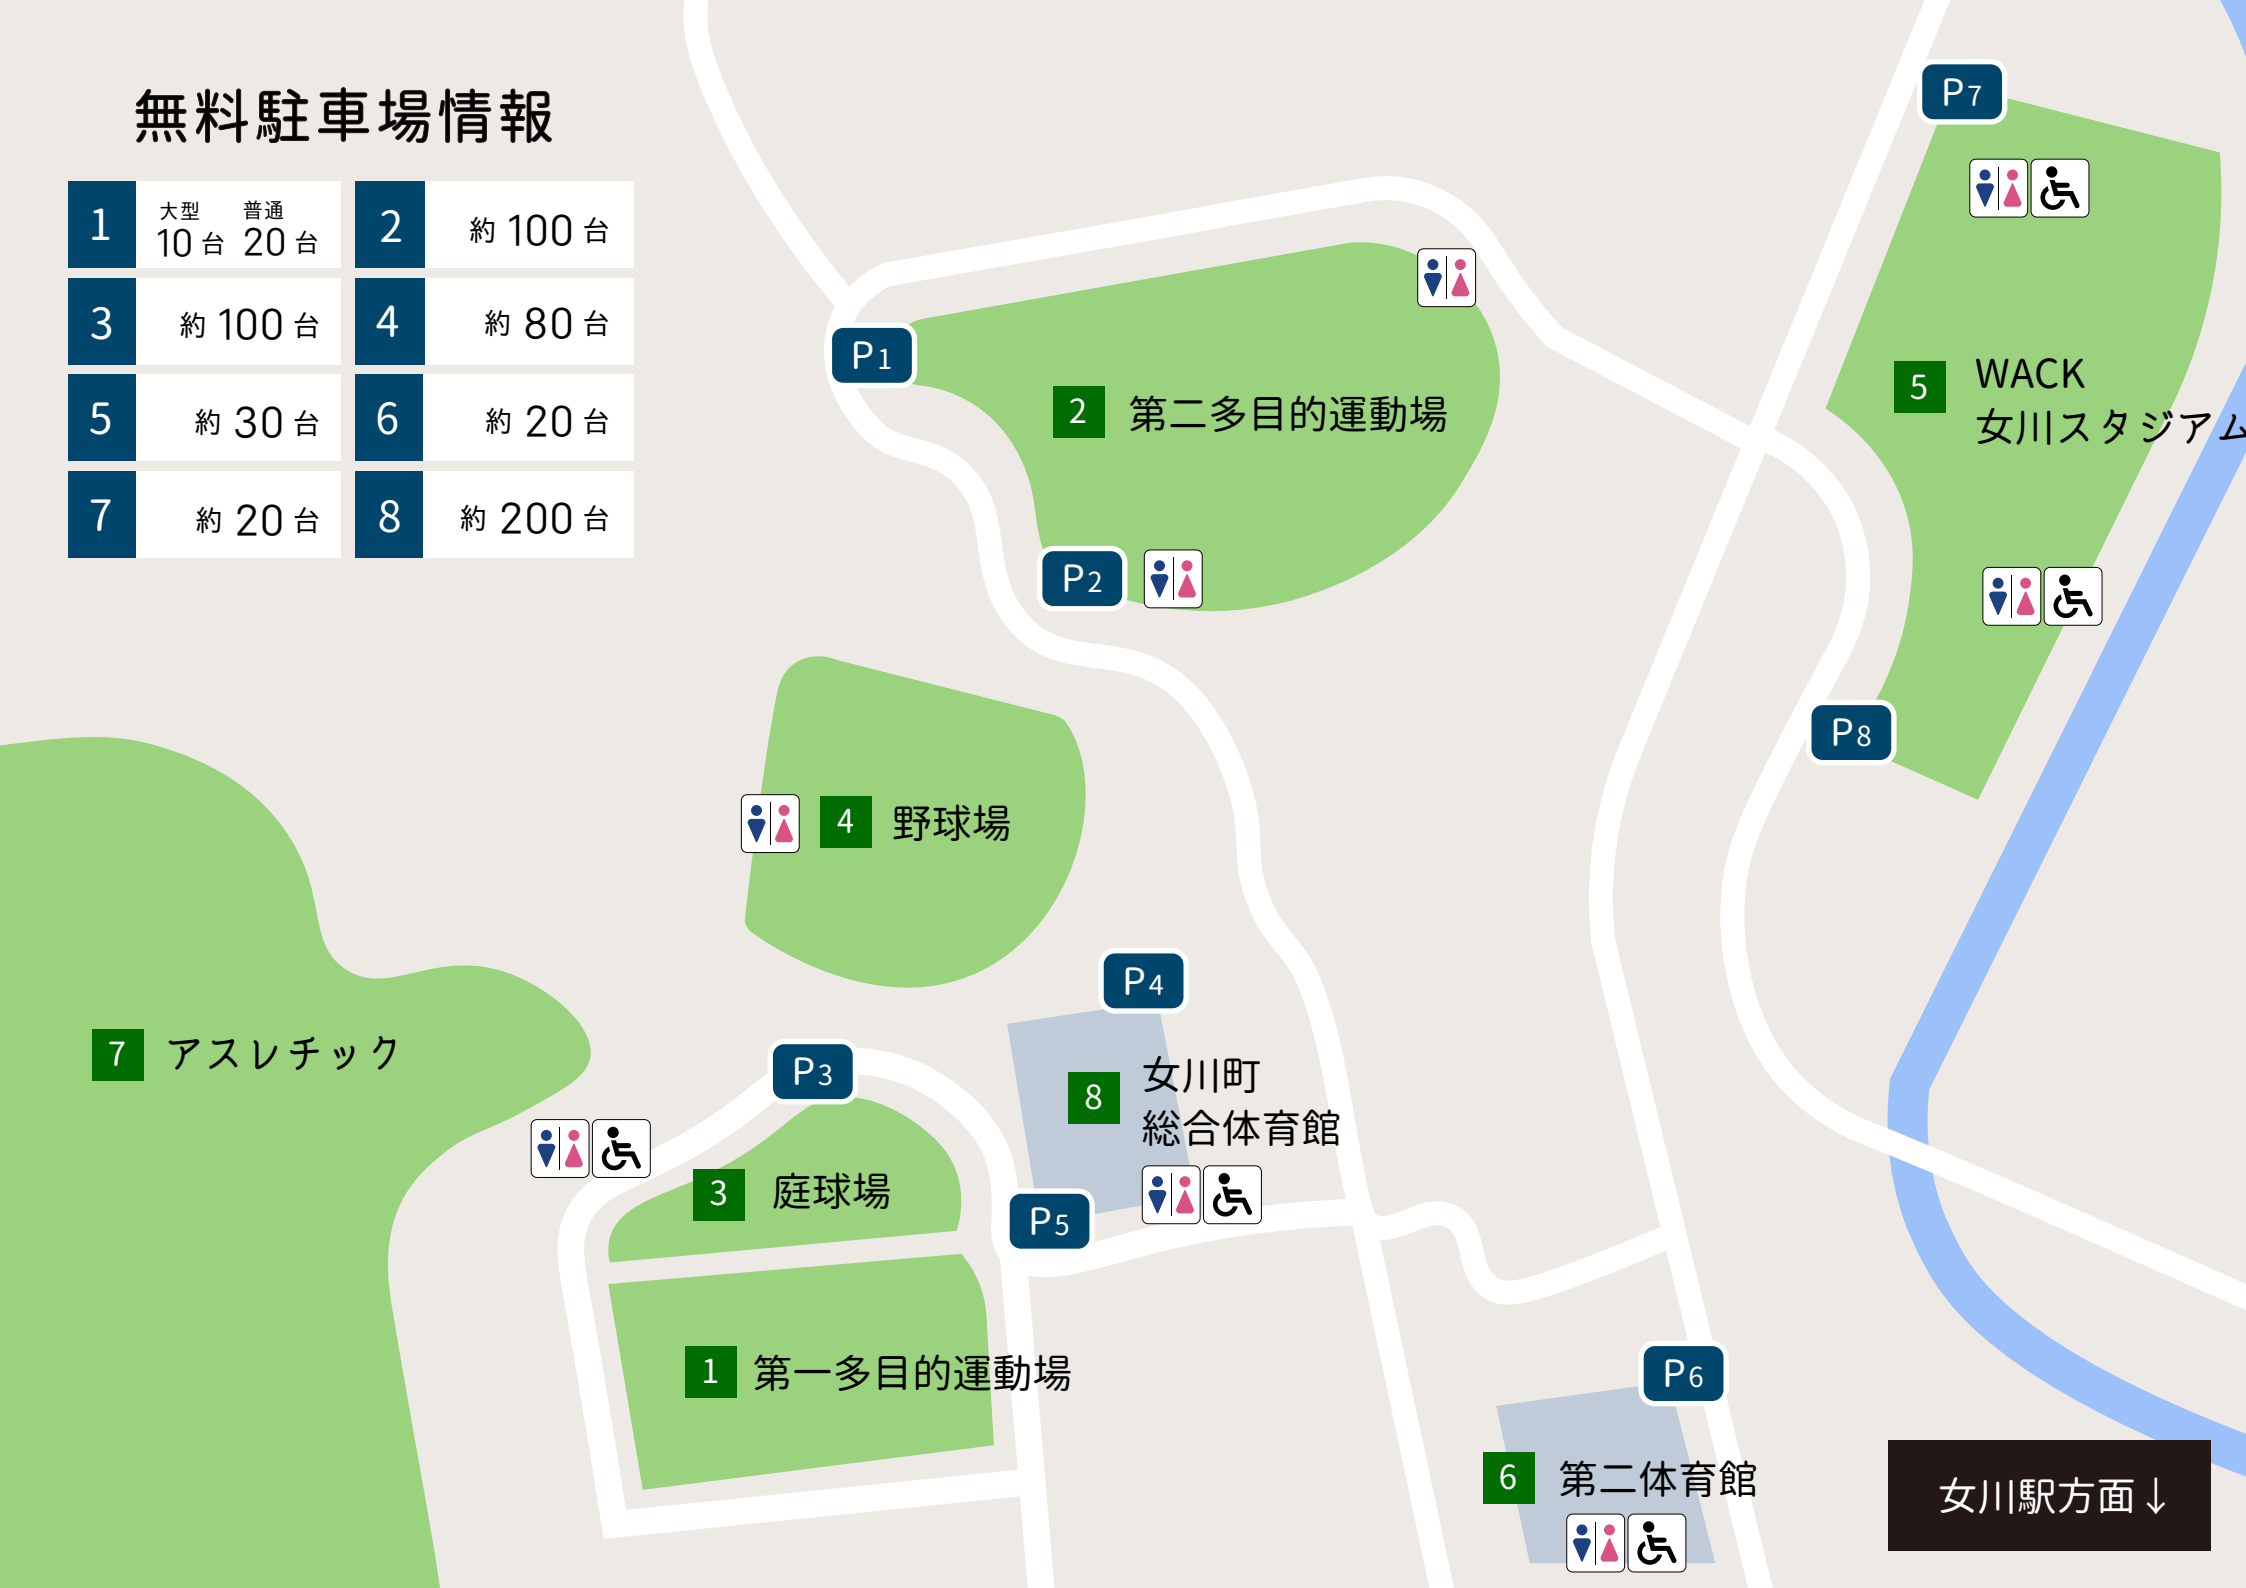 無料駐車場情報
1 大型 10台 普通 20台
2 約 100 台
3 約 100 台
4 約 80 台
5 約 30 台
6 約 20 台
7 約 20 台
8 約 200 台
P7
P1
5 WACK
女川スタジアム
2 第二多目的運動場
P2
P8
4 野球場
P4
7 アスレチック
P3
8 女川町
総合体育館
3 庭球場
P5
1 第一多目的運動場
P6
6 第二体育館
女川駅方面↓